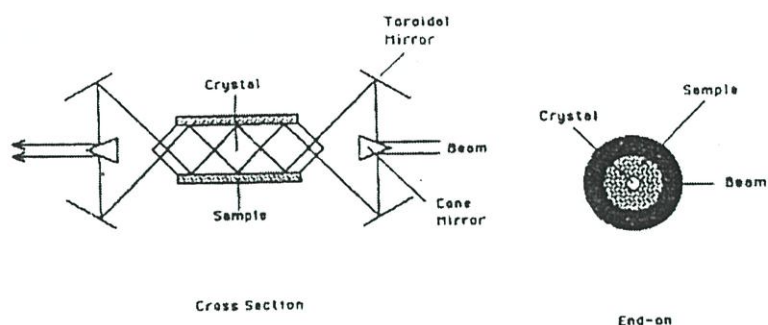 Toroidal
Mirror
Crystal
Beam
Sample
Cone
Mirror
Cross Section
Sample
Crystal
Beam
End-on